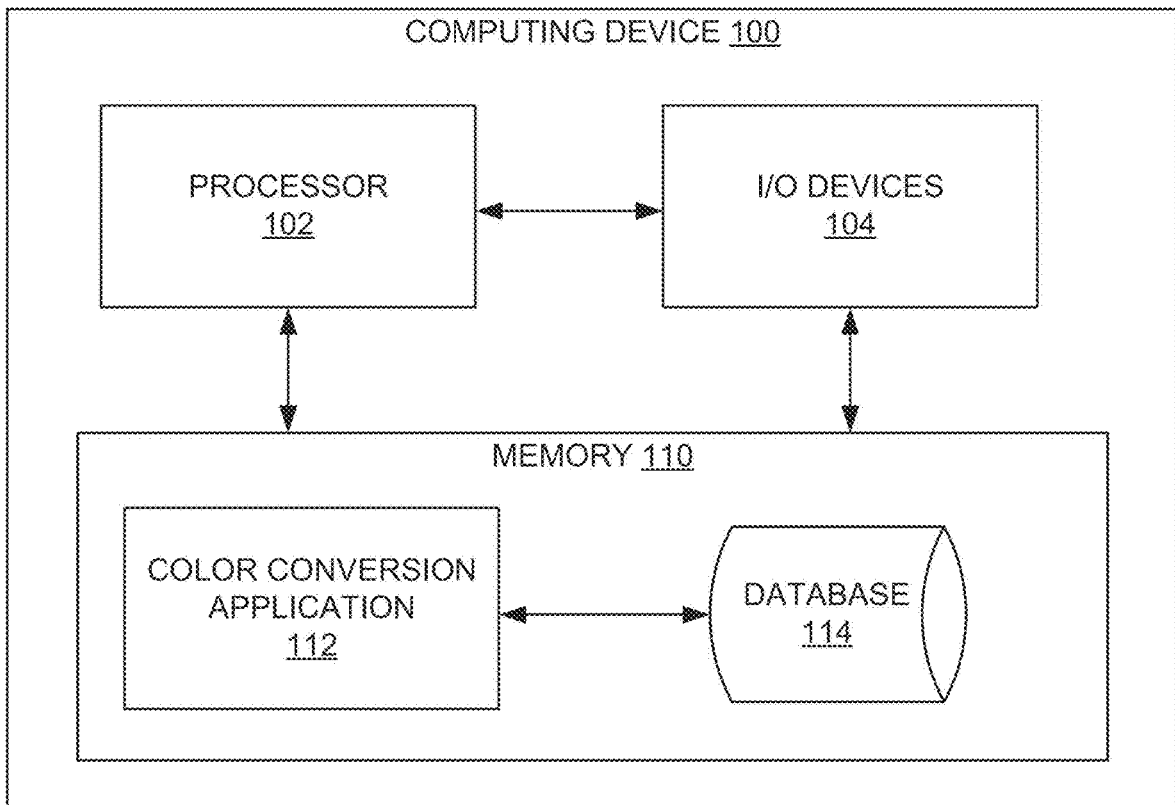 COMPUTING DEVICE 100
PROCESSOR
102
I/O DEVICES
104
MEMORY 110
COLOR CONVERSION
APPLICATION
112
DATABASE
114